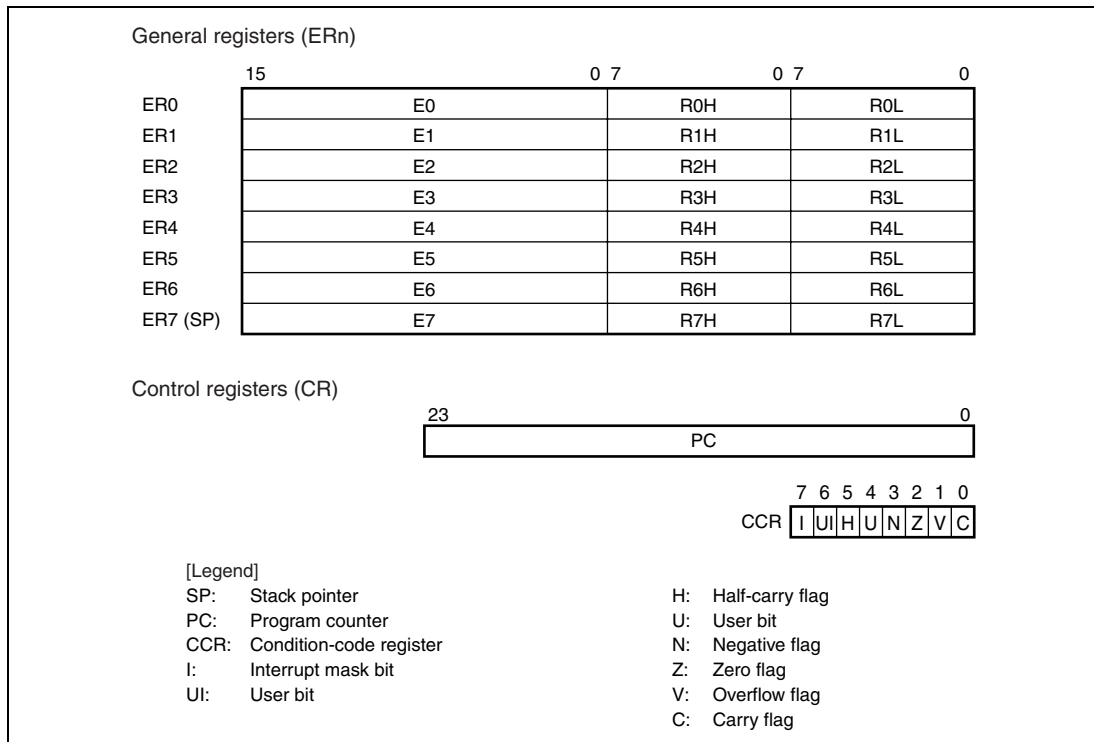 General registers (ERn)
15 0 7 0 7 0
ER0 E0 R0H R0L
ER1 E1 R1H R1L
ER2 E2 R2H R2L
ER3 E3 R3H R3L
ER4 E4 R4H R4L
ER5 E5 R5H R5L
ER6 E6 R6H R6L
ER7 (SP) E7 R7H R7L
Control registers (CR)
23 0
PC
7 6 5 4 3 2 1 0
CCR I UI H U N Z V C
[Legend]
SP: Stack pointer
PC: Program counter
CCR: Condition-code register
I: Interrupt mask bit
UI: User bit
H: Half-carry flag
U: User bit
N: Negative flag
Z: Zero flag
V: Overflow flag
C: Carry flag